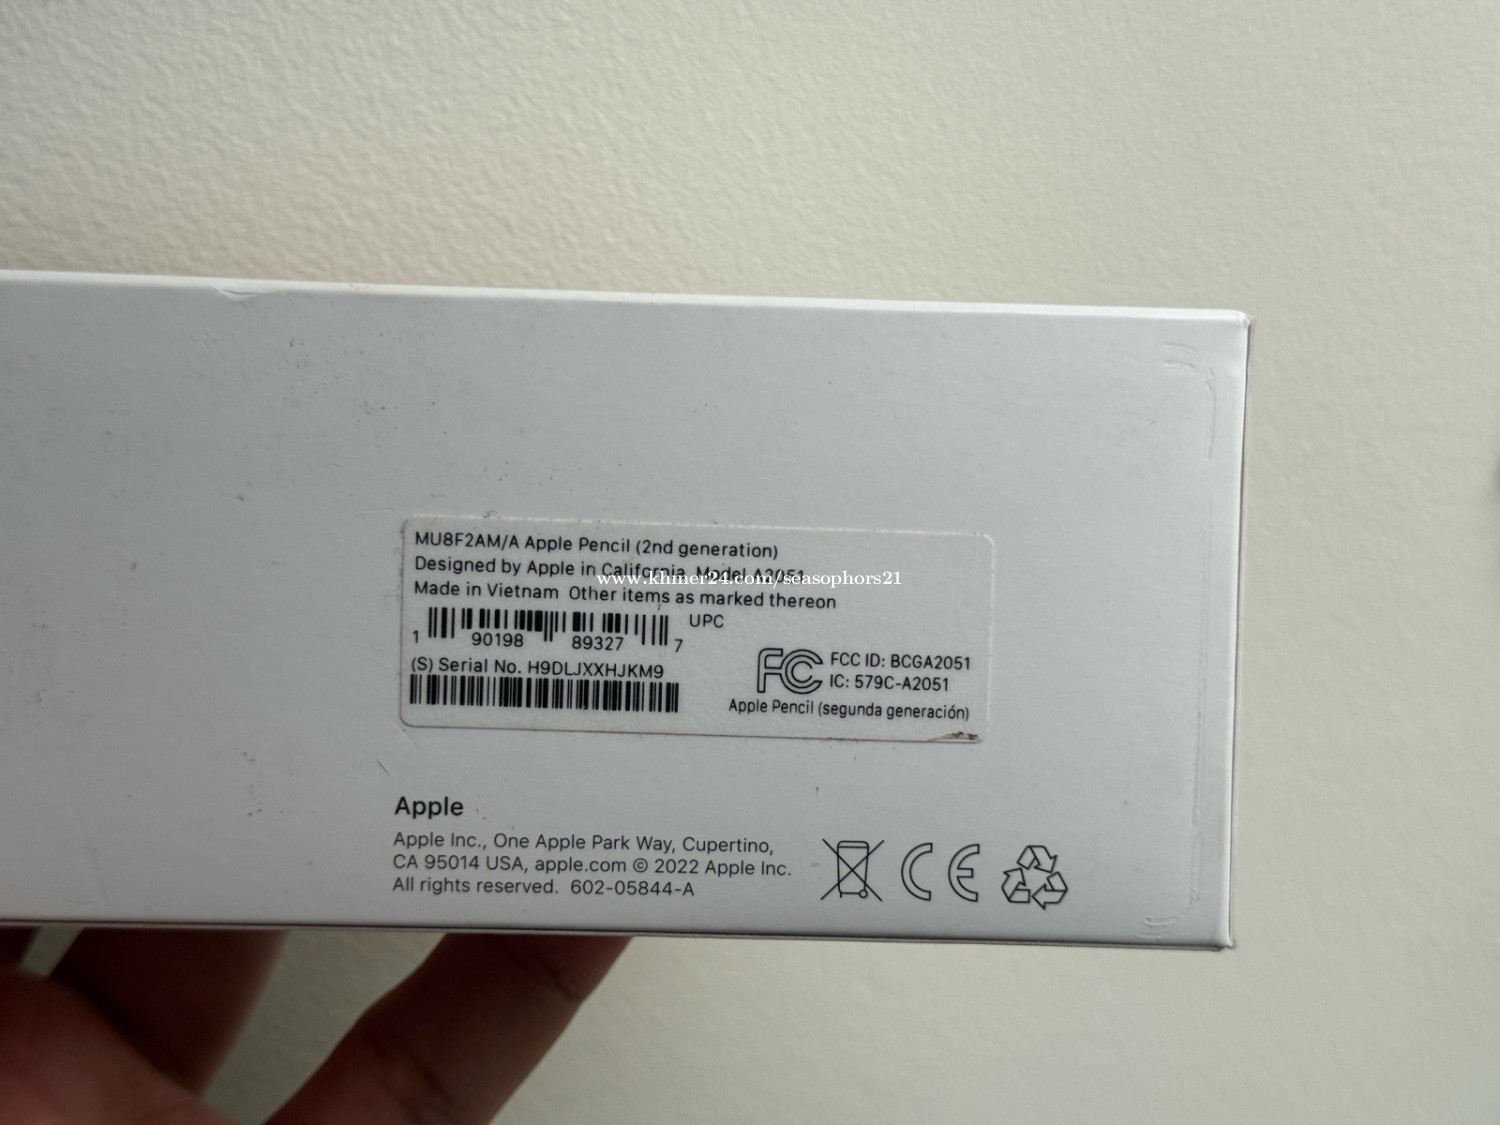 MU8F2AM/A Apple Pencil (2nd generation)
Designed by Apple in California Model A2051
www.khmer24.com/seasophors21
Made in Vietnam Other items as marked thereon
UPC
1 90198 89327 7
(S) Serial No. H9DLJXXHJKM9
FC FCC ID: BCGA2051
IC: 579C-A2051
Apple Pencil (segunda generación)
Apple
Apple Inc., One Apple Park Way, Cupertino,
CA 95014 USA, apple.com © 2022 Apple Inc.
All rights reserved. 602-05844-A
CE